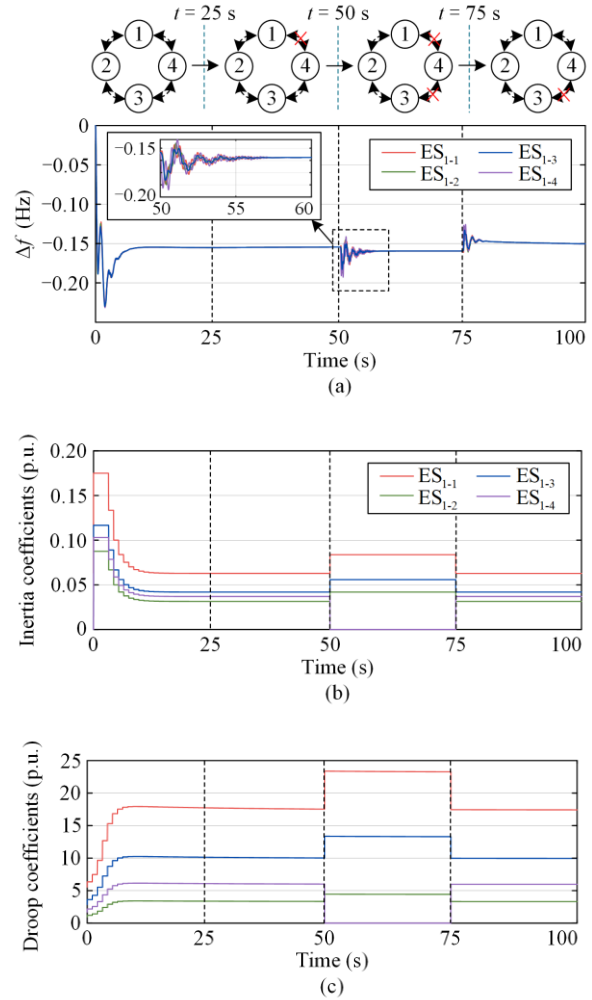 t = 25 s t = 50 s t = 75 s
1 1 1 1
2 4 2 4 2 4 2 4
3 3 3 3
0
−0.05
−0.10
−0.15
−0.20
Δf (Hz)
−0.15
−0.20
50 55 60
ES1-1 ES1-3
ES1-2 ES1-4
0 25 50 75 100
Time (s)
(a)
0.20
0.15
0.10
0.05
0
Inertia coefficients (p.u.)
ES1-1 ES1-3
ES1-2 ES1-4
0 25 50 75 100
Time (s)
(b)
25
20
15
10
5
0
Droop coefficients (p.u.)
0 25 50 75 100
Time (s)
(c)